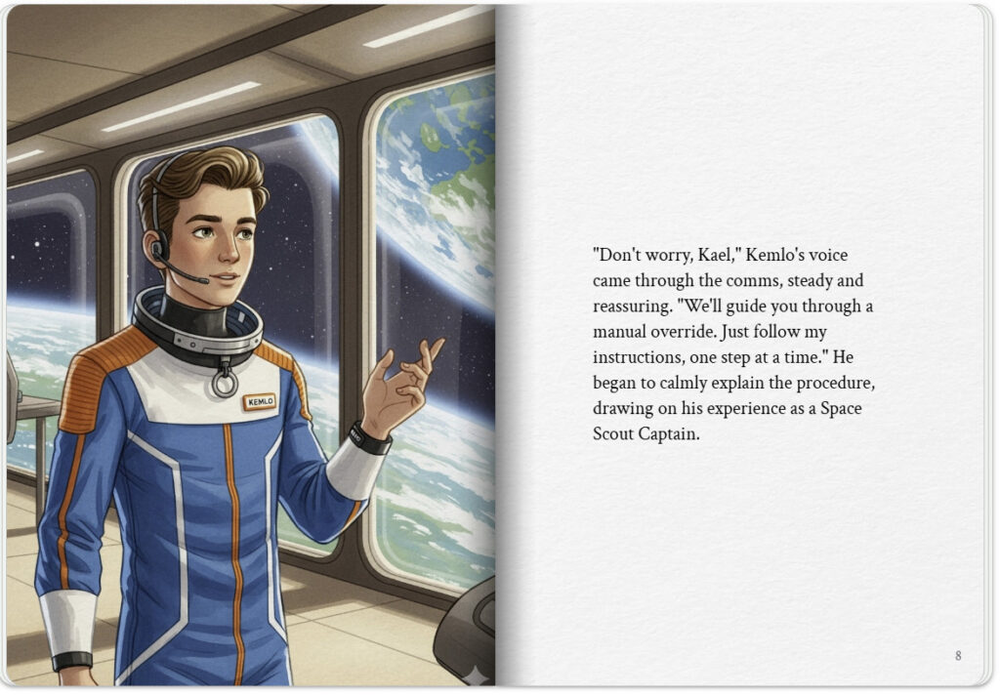 KEMLO
"Don't worry, Kael," Kemlo's voice
came through the comms, steady and
reassuring. "We'll guide you through a
manual override. Just follow my
instructions, one step at a time." He
began to calmly explain the procedure,
drawing on his experience as a Space
Scout Captain.
8